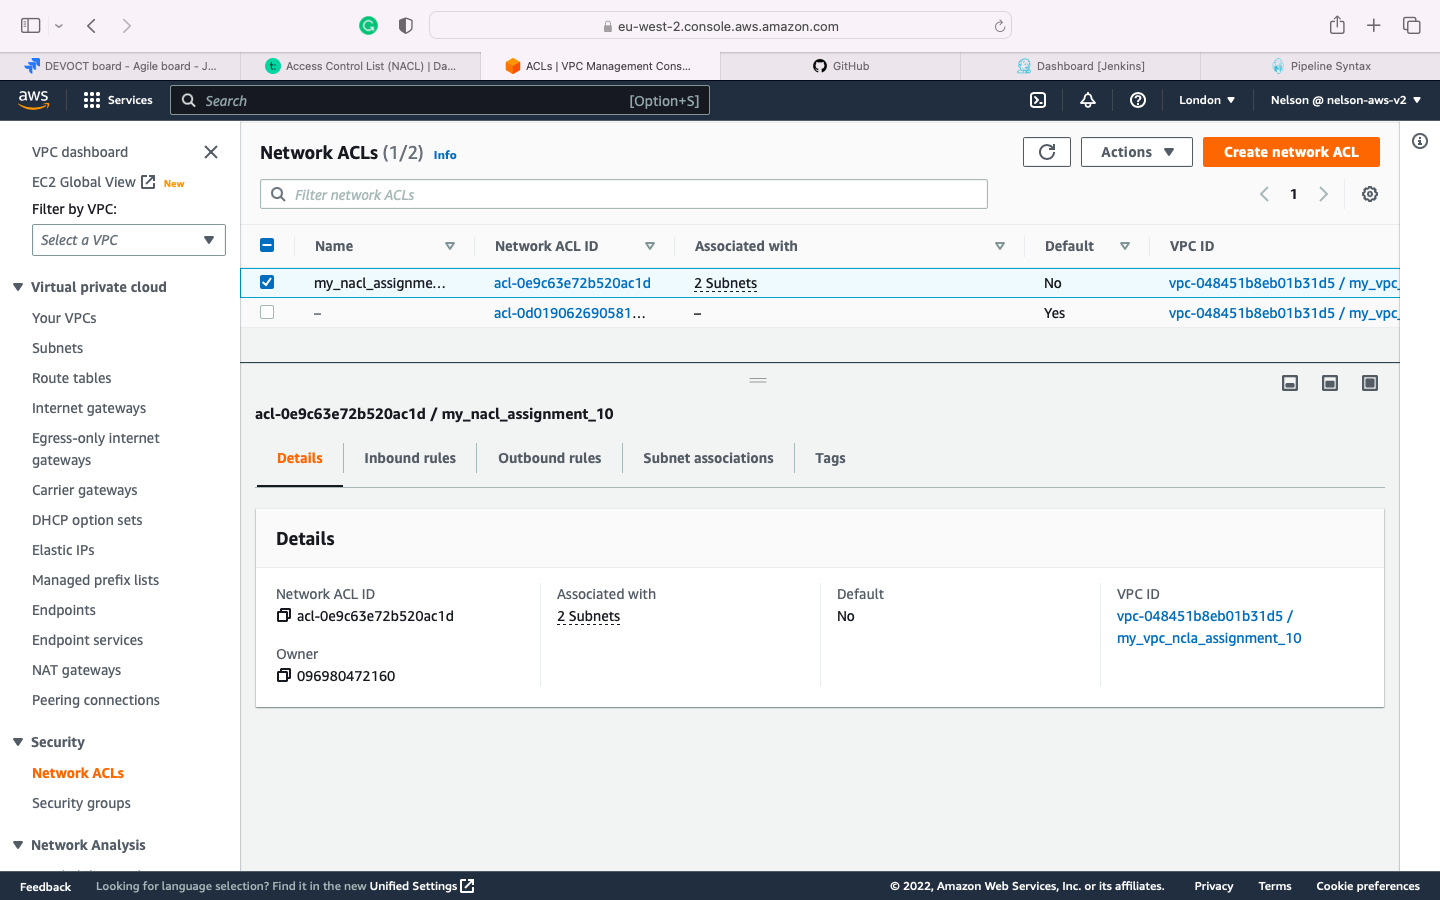 eu-west-2.console.aws.amazon.com
DEVOCT board - Agile board - J...
Access Control List (NACL) | Da...
ACLs | VPC Management Cons...
GitHub
Dashboard [Jenkins]
Pipeline Syntax
aws
Services
Search
[Option+S]
London
Nelson @ nelson-aws-v2
VPC dashboard
EC2 Global View
New
Filter by VPC:
Select a VPC
Virtual private cloud
Your VPCs
Subnets
Route tables
Internet gateways
Egress-only internet
gateways
Carrier gateways
DHCP option sets
Elastic IPs
Managed prefix lists
Endpoints
Endpoint services
NAT gateways
Peering connections
Security
Network ACLs
Security groups
Network Analysis
Network ACLs (1/2) Info
Actions
Create network ACL
Filter network ACLs
1
Name
Network ACL ID
Associated with
Default
VPC ID
my_nacl_assignme...
acl-0e9c63e72b520ac1d
2 Subnets
No
vpc-048451b8eb01b31d5 / my_vpc_
–
acl-0d019062690581...
–
Yes
vpc-048451b8eb01b31d5 / my_vpc_
acl-0e9c63e72b520ac1d / my_nacl_assignment_10
Details
Inbound rules
Outbound rules
Subnet associations
Tags
Details
Network ACL ID
acl-0e9c63e72b520ac1d
Associated with
2 Subnets
Default
No
VPC ID
vpc-048451b8eb01b31d5 /
my_vpc_ncla_assignment_10
Owner
096980472160
Feedback
Looking for language selection? Find it in the new Unified Settings
© 2022, Amazon Web Services, Inc. or its affiliates.
Privacy
Terms
Cookie preferences